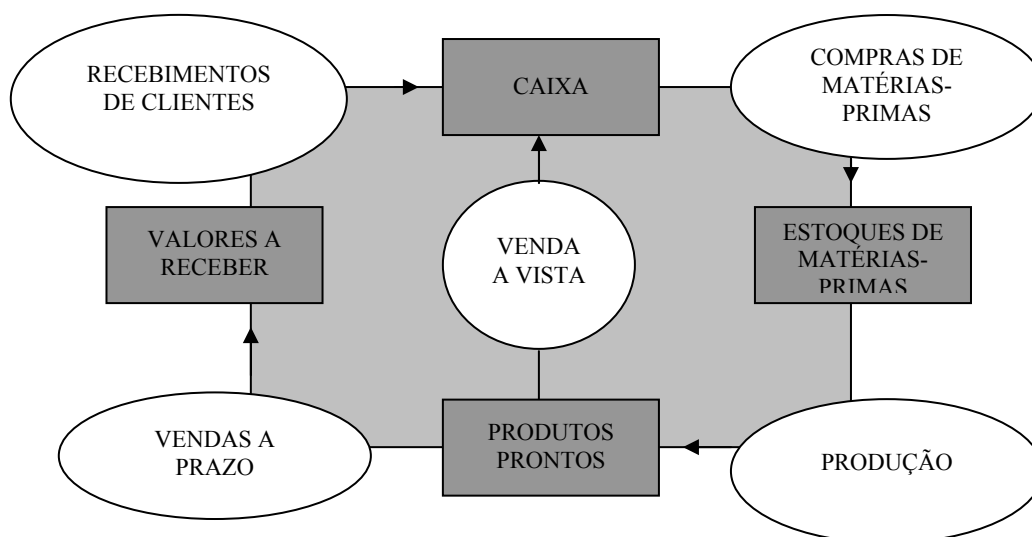 RECEBIMENTOS
DE CLIENTES
CAIXA
COMPRAS DE
MATÉRIAS-
PRIMAS
VALORES A
RECEBER
VENDA
A VISTA
ESTOQUES DE
MATÉRIAS-
PRIMAS
VENDAS A
PRAZO
PRODUTOS
PRONTOS
PRODUÇÃO